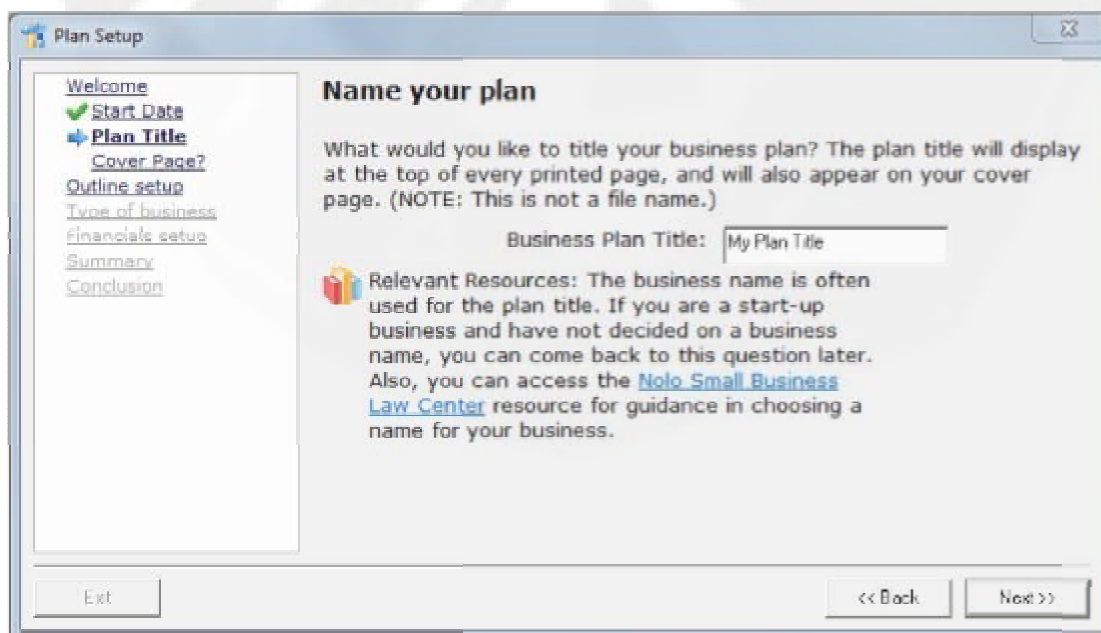 Plan Setup
Welcome
Start Date
Plan Title
Cover Page?
Outline setup
Type of business
Financials setup
Summary
Conclusion
Name your plan
What would you like to title your business plan? The plan title will display
at the top of every printed page, and will also appear on your cover
page. (NOTE: This is not a file name.)
Business Plan Title: My Plan Title
Relevant Resources: The business name is often
used for the plan title. If you are a start-up
business and have not decided on a business
name, you can come back to this question later.
Also, you can access the Nolo Small Business
Law Center resource for guidance in choosing a
name for your business.
Exit
<< Back
Next >>